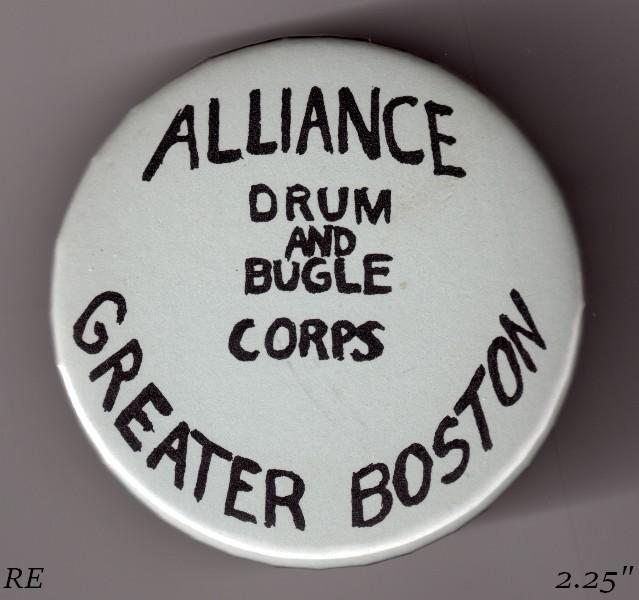 ALLIANCE
DRUM
AND
BUGLE
CORPS
GREATER BOSTON
RE
2.25"